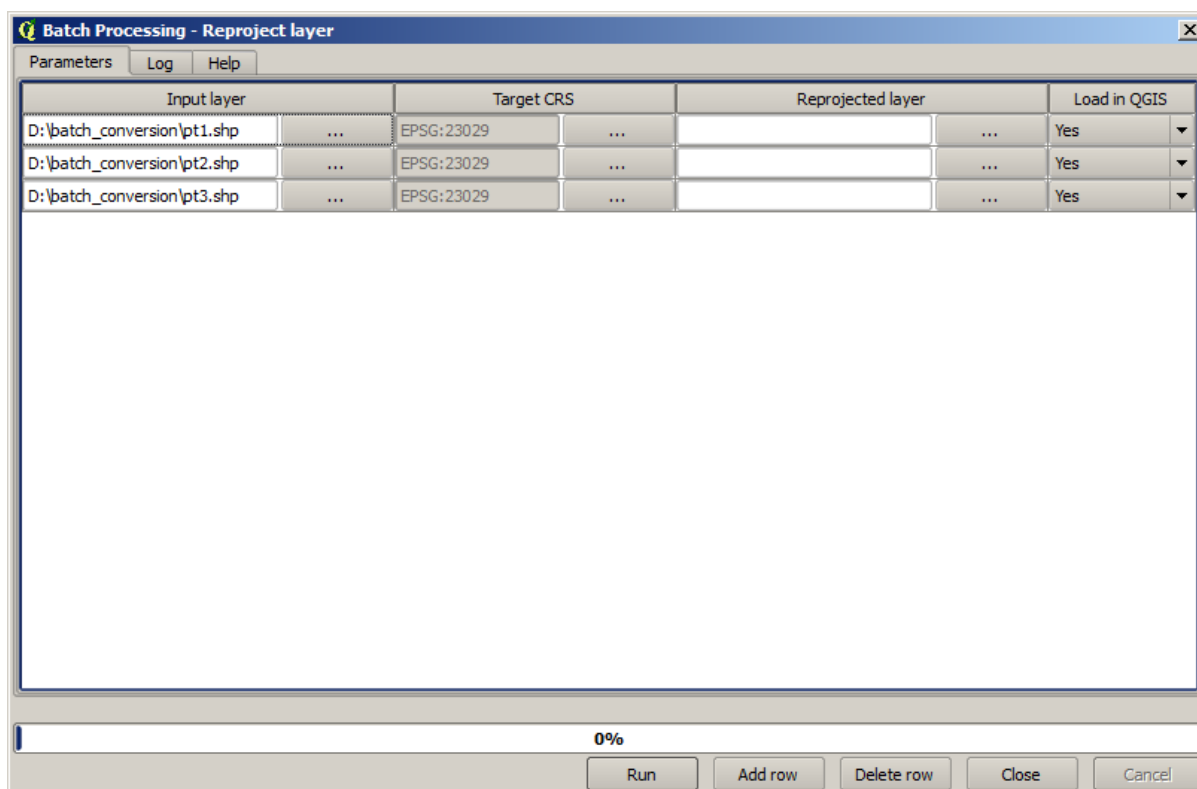 Batch Processing - Reproject layer
Parameters Log Help
Input layer Target CRS Reprojected layer Load in QGIS
D:\batch_conversion\pt1.shp ... EPSG:23029 ... ... Yes
D:\batch_conversion\pt2.shp ... EPSG:23029 ... ... Yes
D:\batch_conversion\pt3.shp ... EPSG:23029 ... ... Yes
0%
Run Add row Delete row Close Cancel